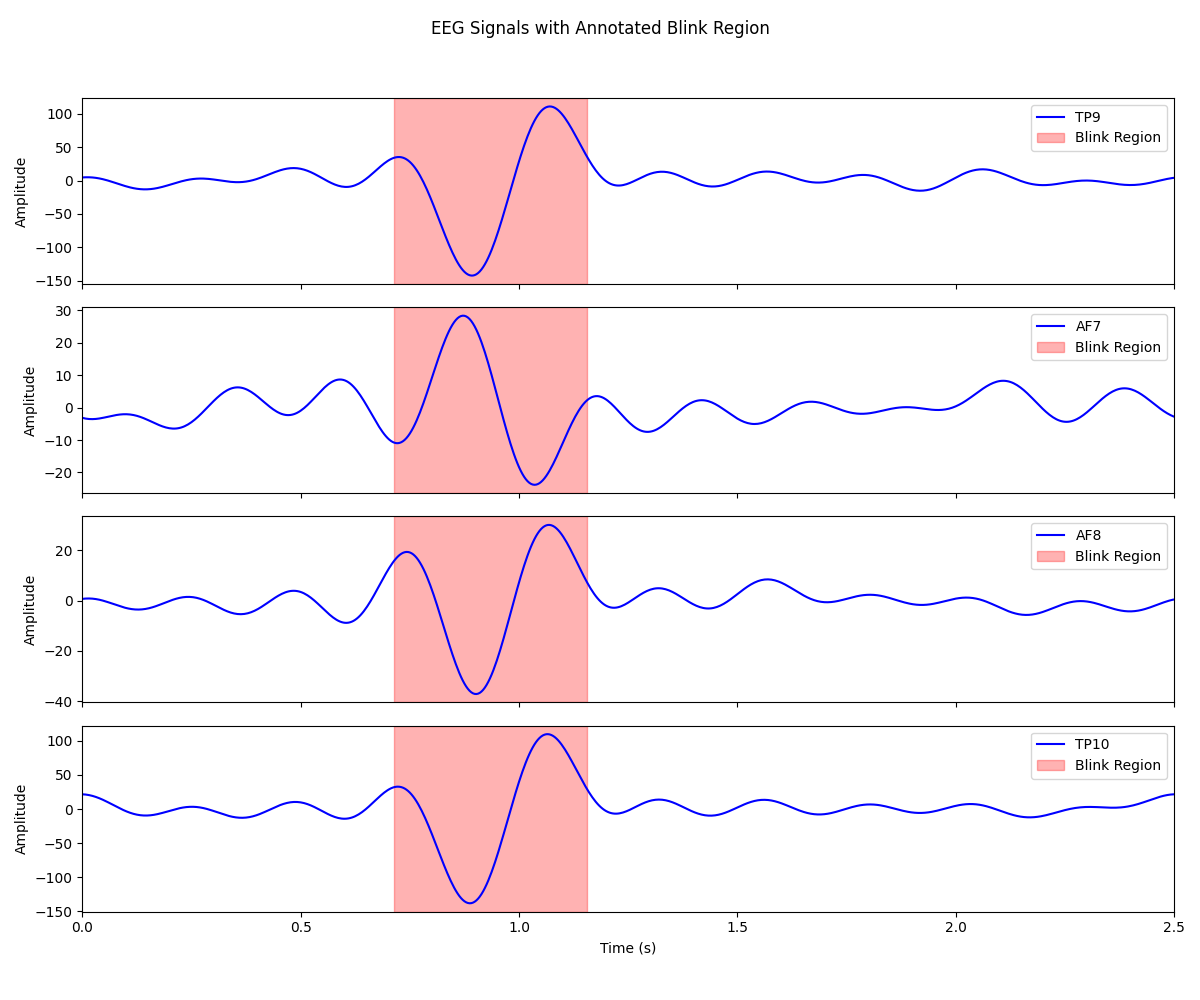 EEG Signals with Annotated Blink Region
100
50
0
−50
−100
−150
Amplitude
TP9
Blink Region
30
20
10
0
−10
−20
Amplitude
AF7
Blink Region
20
0
−20
−40
Amplitude
AF8
Blink Region
100
50
0
−50
−100
−150
Amplitude
TP10
Blink Region
0.0 0.5 1.0 1.5 2.0 2.5
Time (s)